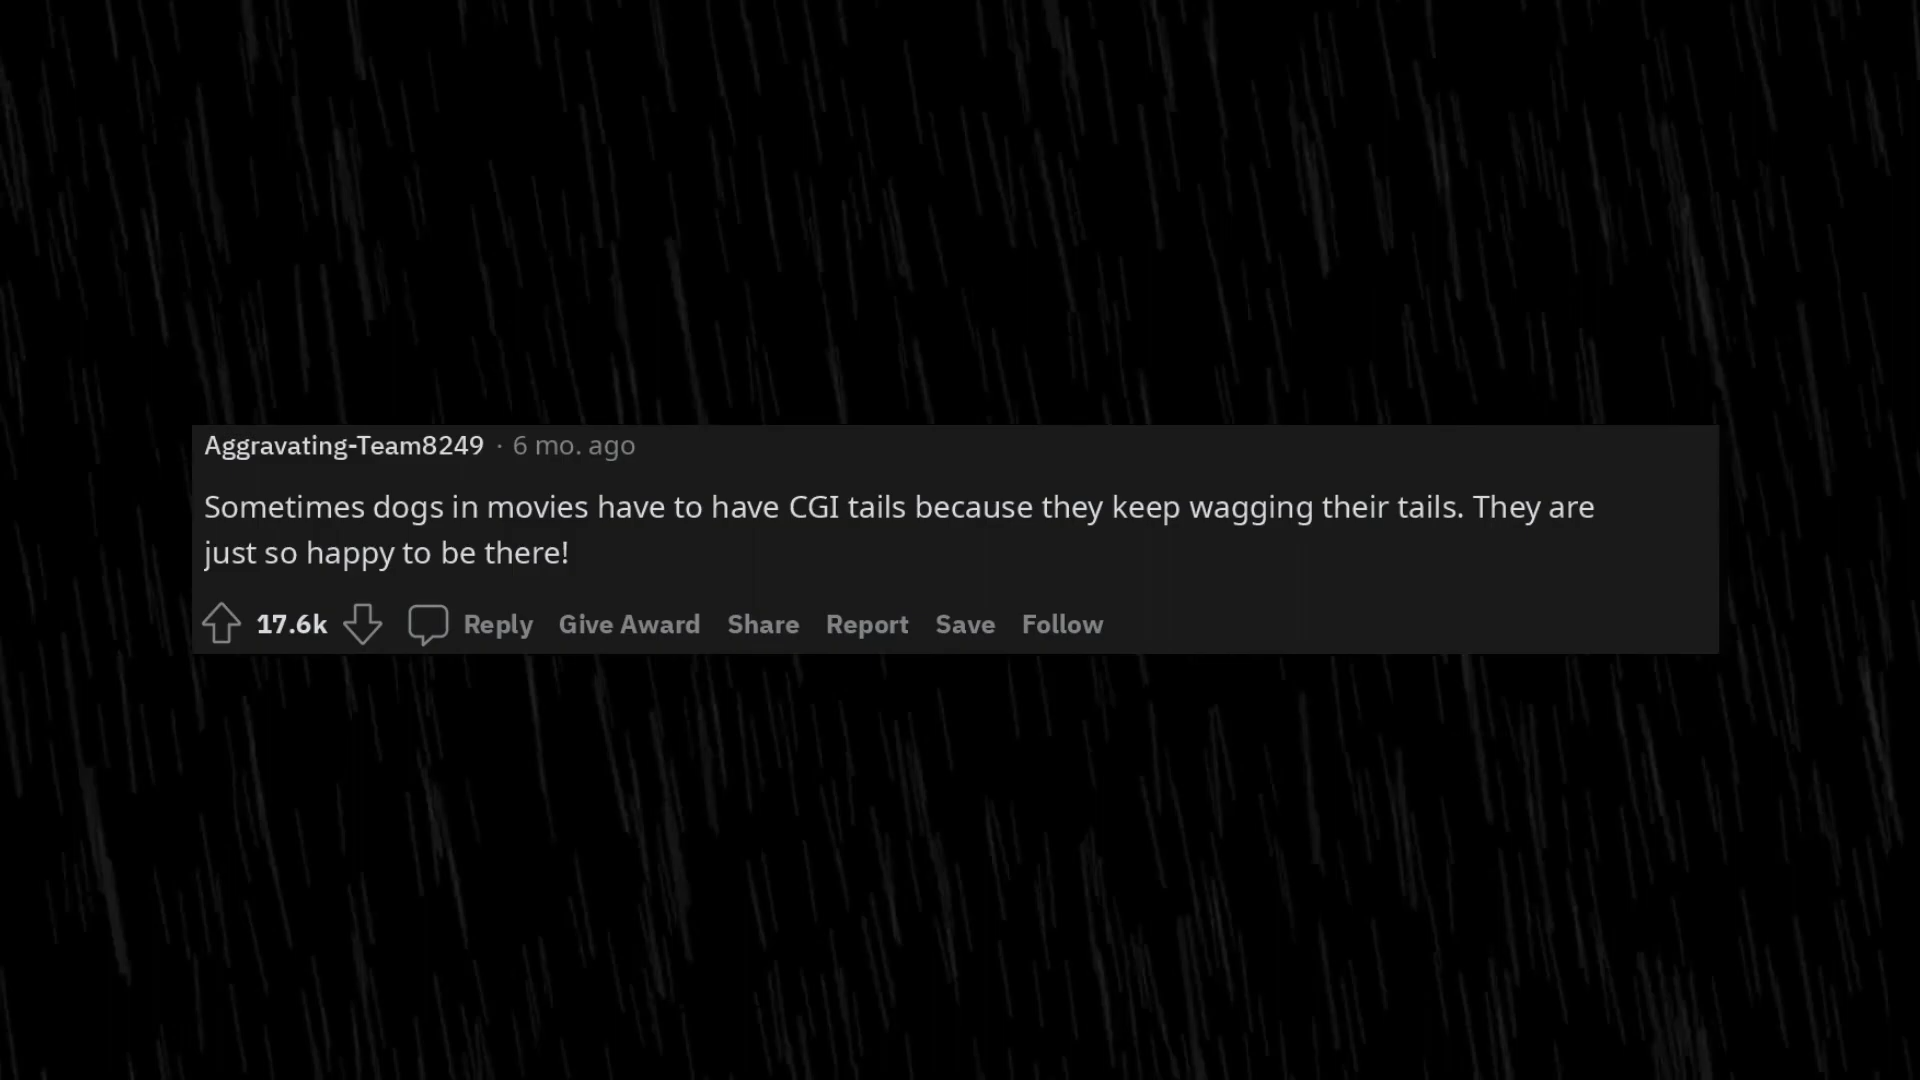 Aggravating-Team8249 · 6 mo. ago
Sometimes dogs in movies have to have CGI tails because they keep wagging their tails. They are
just so happy to be there!
17.6k Reply Give Award Share Report Save Follow